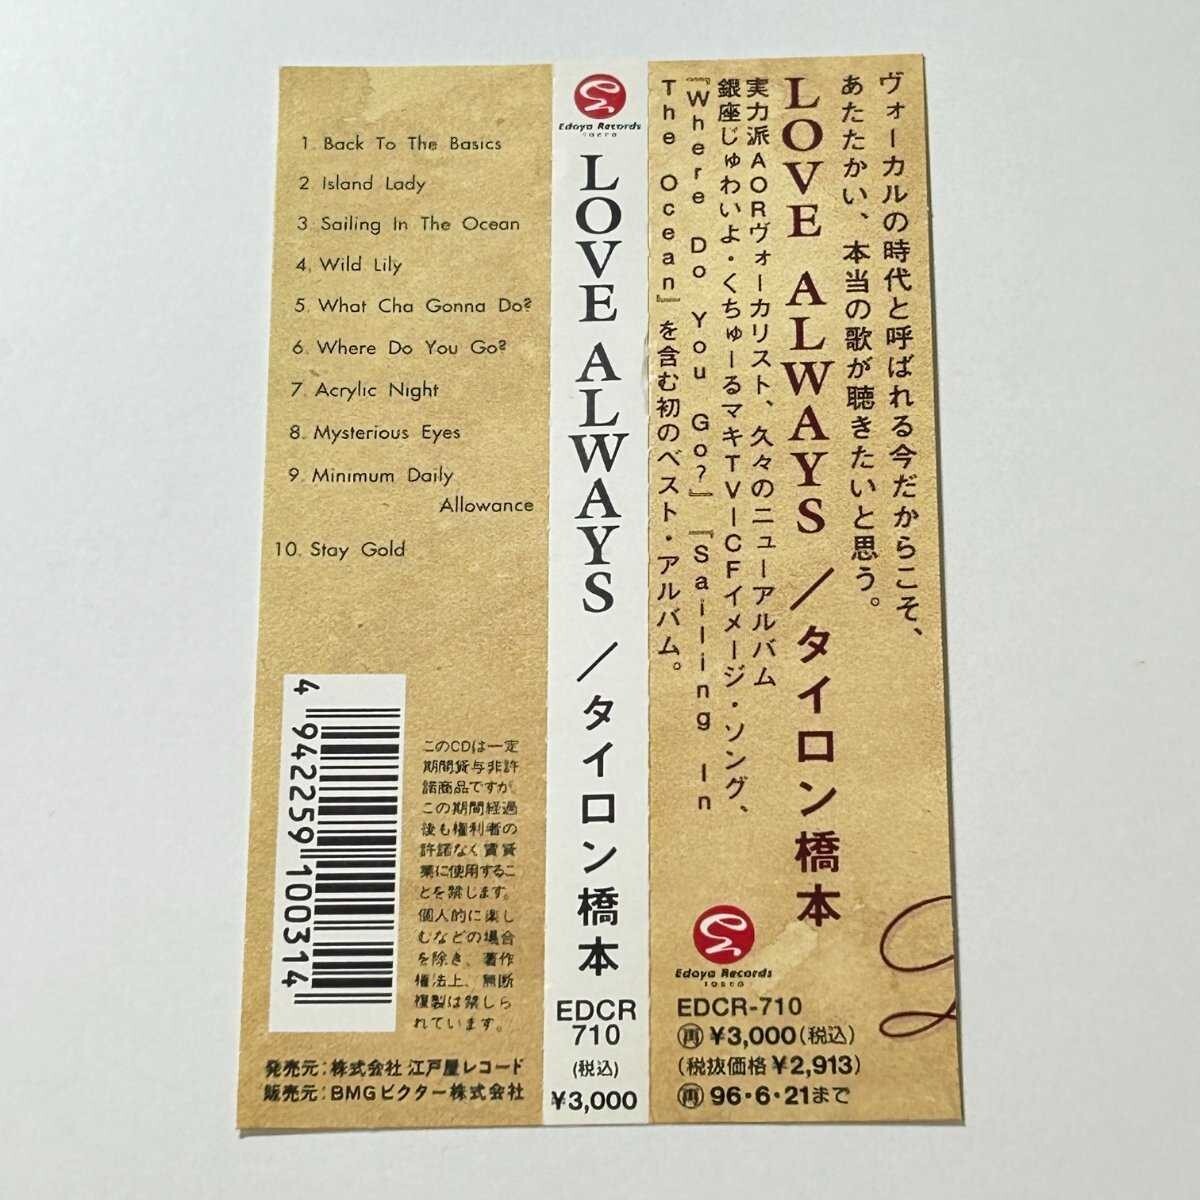 ヴォーカルの時代と呼ばれる今だからこそ、
あたたかい、本当の歌が聴きたいと思う。
LOVE ALWAYS／タイロン橋本
実力派AORヴォーカリスト、久々のニューアルバム
銀座じゅわいよ・くちゅーるマキTV-CFイメージ・ソング、
『Where Do You Go?』『Sailing In
The Ocean』を含む初のベスト・アルバム。
Edoya Records
TOKYO
EDCR-710
再 ¥3,000(税込)
(税抜価格¥2,913)
再 96・6・21まで
Edoya Records
TOKYO
LOVE ALWAYS／タイロン橋本
EDCR
710
(税込)
¥3,000
1. Back To The Basics
2 Island Lady
3 Sailing In The Ocean
4. Wild Lily
5. What Cha Gonna Do?
6. Where Do You Go?
7 Acrylic Night
8. Mysterious Eyes
9. Minimum Daily
Allowance
10. Stay Gold
4 942259 100314
このCDは一定
期間貸与非許
諾商品ですが、
この期間経過
後も権利者の
許諾なく賃貸
業に使用するこ
とを禁じます。
個人的に楽し
むなどの場合
を除き、著作
権法上、無断
複製は禁じら
れています。
発売元：株式会社 江戸屋レコード
販売元：BMGビクター株式会社